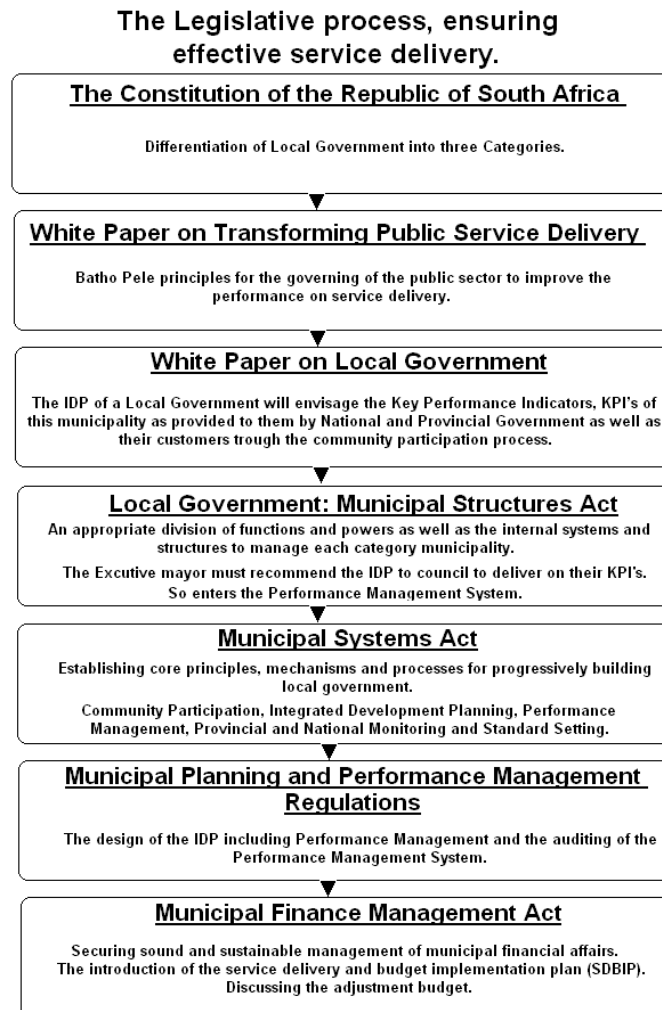 The Legislative process, ensuring
effective service delivery.
The Constitution of the Republic of South Africa
Differentiation of Local Government into three Categories.
White Paper on Transforming Public Service Delivery
Batho Pele principles for the governing of the public sector to improve the
performance on service delivery.
White Paper on Local Government
The IDP of a Local Government will envisage the Key Performance Indicators, KPI's of
this municipality as provided to them by National and Provincial Government as well as
their customers trough the community participation process.
Local Government: Municipal Structures Act
An appropriate division of functions and powers as well as the internal systems and
structures to manage each category municipality.
The Excutive mayor must recommend the IDP to council to deliver on their KPI's.
So enters the Performance Management System.
Municipal Systems Act
Establishing core principles, mechanisms and processes for progressively building
local government.
Community Participation, Integrated Development Planning, Performance
Management, Provincial and National Monitoring and Standard Setting.
Municipal Planning and Performance Management
Regulations
The design of the IDP including Performance Management and the auditing of the
Performance Management System.
Municipal Finance Management Act
Securing sound and sustainable management of municipal financial affairs.
The introduction of the service delivery and budget implementation plan (SDBIP).
Discussing the adjustment budget.